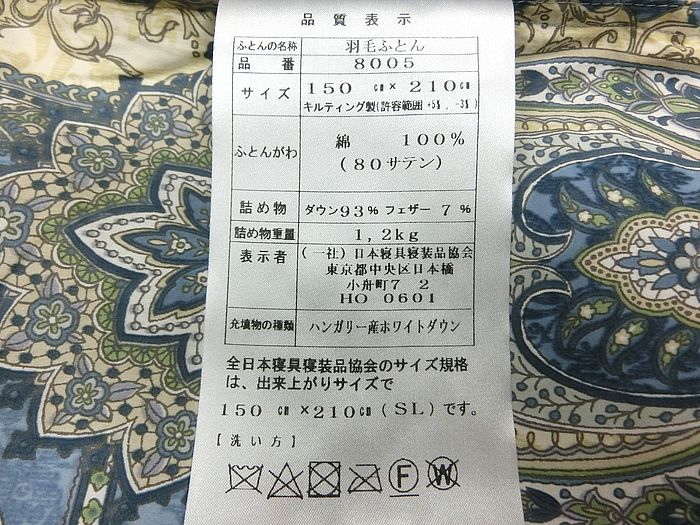 品質表示
ふとんの名称 羽毛ふとん
品番 8005
サイズ 150 ㎝× 210㎝
キルティング製(許容範囲 +5%, -3%)
ふとんがわ 綿 100%
(80サテン)
詰め物 ダウン93% フェザー 7%
詰め物重量 1,2kg
表示者 (一社)日本寝具寝装品協会
東京都中央区日本橋
小舟町7 2
HO 0601
充填物の種類 ハンガリー産ホワイトダウン
全日本寝具寝装品協会のサイズ規格
は、出来上がりサイズで
150 ㎝ ×210㎝(SL)です。
【洗い方】
F W